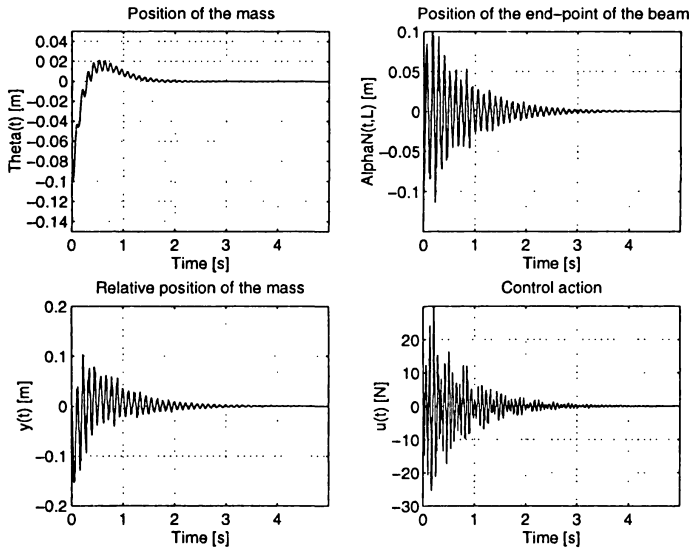 Position of the mass
0.04
0 02
0
−0.02
−0.04
−0.06
−0.08
−0.1
−0.12
−0.14
Theta(t) [m]
0 1 2 3 4
Time [s]
Position of the end−point of the beam
0.1
0.05
0
−0.05
−0.1
AlphaN(t,L) [m]
0 1 2 3 4
Time [s]
Relative position of the mass
0.2
0.1
0
−0.1
−0.2
y(t) [m]
0 1 2 3 4
Time [s]
Control action
20
10
0
−10
−20
−30
u(t) [N]
0 1 2 3 4
Time [s]